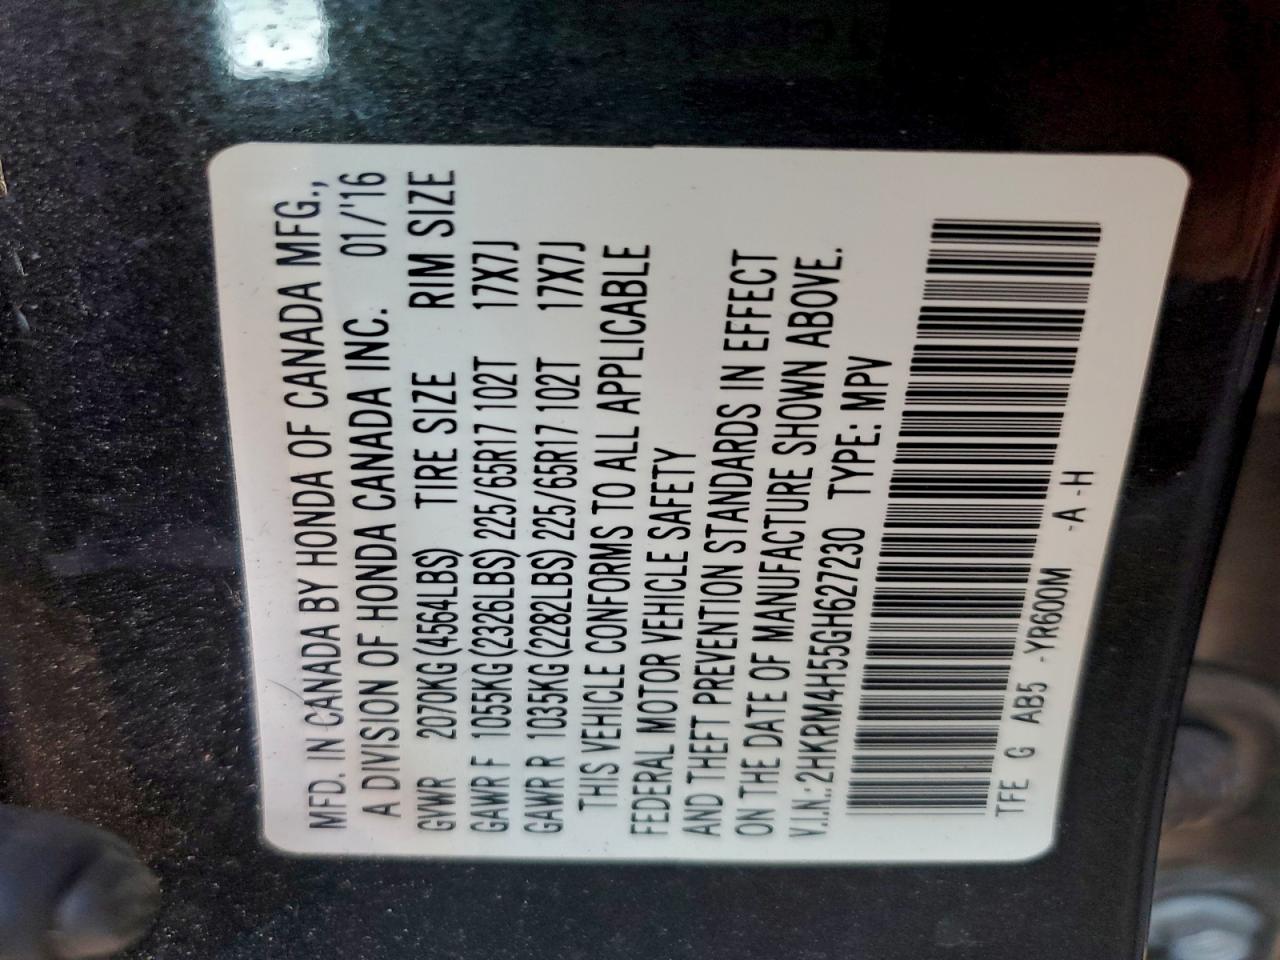 MFD. IN CANADA BY HONDA OF CANADA MFG.,
A DIVISION OF HONDA CANADA INC. 01/'16
GVWR 2070KG(4564LBS) TIRE SIZE RIM SIZE
GAWR F 1055KG(2326LBS) 225/65R17 102T 17X7J
GAWR R 1035KG(2282LBS) 225/65R17 102T 17X7J
THIS VEHICLE CONFORMS TO ALL APPLICABLE
FEDERAL MOTOR VEHICLE SAFETY
AND THEFT PREVENTION STANDARDS IN EFFECT
ON THE DATE OF MANUFACTURE SHOWN ABOVE.
V.I.N.:2HKRM4H55GH627230 TYPE: MPV
TFE G AB5 -YR600M -A-H